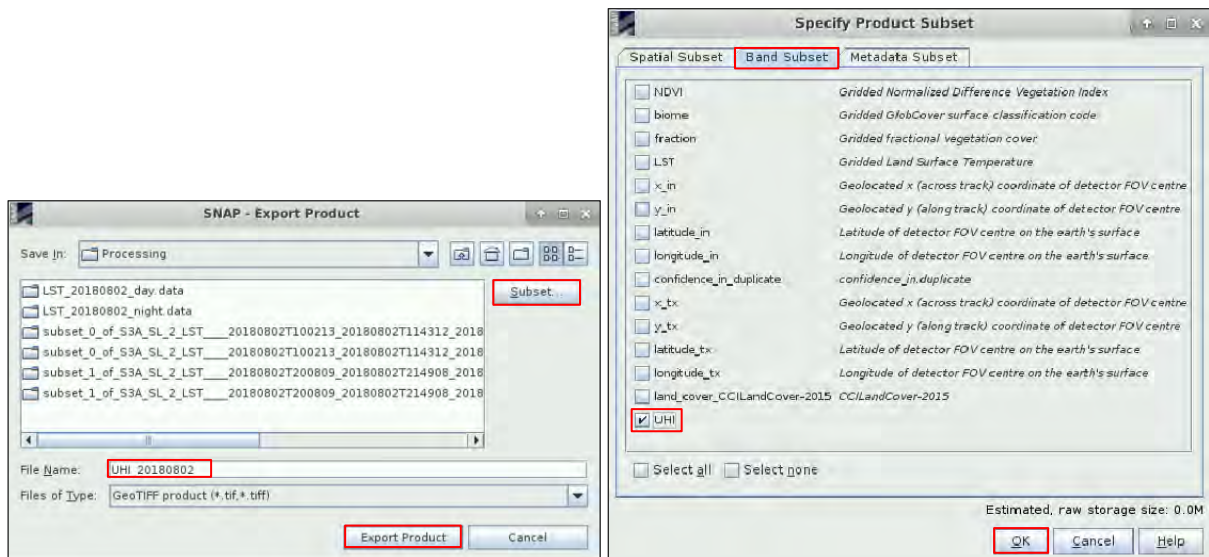 SNAP - Export Product
Save In: Processing
LST_20180802_day.data
LST_20180802_night.data
subset_0_of_S3A_SL_2_LST____20180802T100213_20180802T114312_2018
subset_0_of_S3A_SL_2_LST____20180802T100213_20180802T114312_2018
subset_1_of_S3A_SL_2_LST____20180802T200809_20180802T214908_2018
subset_1_of_S3A_SL_2_LST____20180802T200809_20180802T214908_2018
Subset...
File Name: UHI_20180802
Files of Type: GeoTIFF product (*.tif,*.tiff)
Export Product Cancel
Specify Product Subset
Spatial Subset Band Subset Metadata Subset
NDVI Gridded Normalized Difference Vegetation Index
biome Gridded GlobCover surface classification code
fraction Gridded fractional vegetation cover
LST Gridded Land Surface Temperature
x_in Geolocated x (across track) coordinate of detector FOV centre
y_in Geolocated y (along track) coordinate of detector FOV centre
latitude_in Latitude of detector FOV centre on the earth's surface
longitude_in Longitude of detector FOV centre on the earth's surface
confidence_in_duplicate confidence_in.duplicate
x_tx Geolocated x (across track) coordinate of detector FOV centre
y_tx Geolocated y (along track) coordinate of detector FOV centre
latitude_tx Latitude of detector FOV centre on the earth's surface
longitude_tx Longitude of detector FOV centre on the earth's surface
land_cover_CCILandCover-2015 CCILandCover-2015
UHI
Select all Select none
Estimated, raw storage size: 0.0M
OK Cancel Help